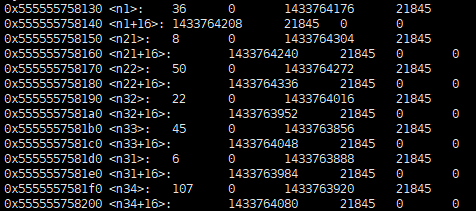 0x555555758130 <n1>: 36 0 1433764176 21845
0x555555758140 <n1+16>: 1433764208 21845 0 0
0x555555758150 <n21>: 8 0 1433764304 21845
0x555555758160 <n21+16>: 1433764240 21845 0 0
0x555555758170 <n22>: 50 0 1433764272 21845
0x555555758180 <n22+16>: 1433764336 21845 0 0
0x555555758190 <n32>: 22 0 1433764016 21845
0x5555557581a0 <n32+16>: 1433763952 21845 0 0
0x5555557581b0 <n33>: 45 0 1433763856 21845
0x5555557581c0 <n33+16>: 1433764048 21845 0 0
0x5555557581d0 <n31>: 6 0 1433763888 21845
0x5555557581e0 <n31+16>: 1433763984 21845 0 0
0x5555557581f0 <n34>: 107 0 1433763920 21845
0x555555758200 <n34+16>: 1433764080 21845 0 0